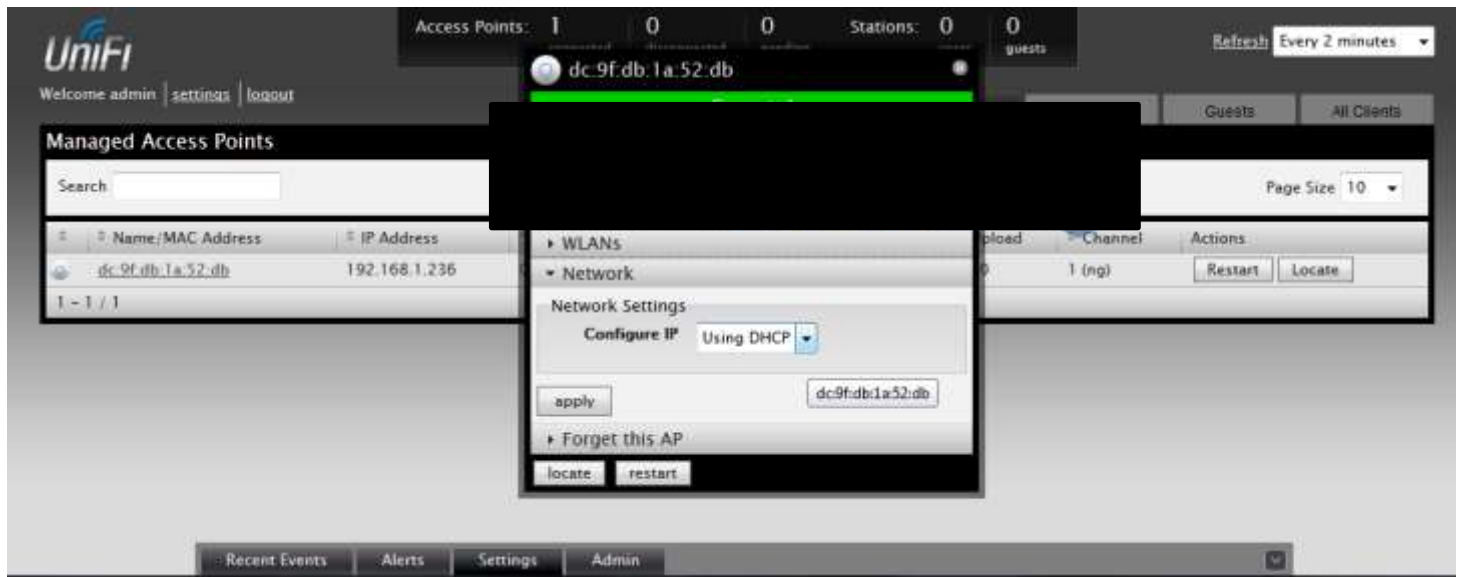 Access Points: 1 0 0 Stations: 0 0
guests
UniFi
Refresh Every 2 minutes
dc:9f:db:1a:52:db
Welcome admin settings logout
Guests All Clients
Managed Access Points
Search
Page Size 10
Name/MAC Address IP Address
Channel Actions
WLANs
dc:9f:db:1a:52:db 192.168.1.236
1 (ng) Restart Locate
Network
1 - 1 / 1
Network Settings
Configure IP Using DHCP
apply dc:9f:db:1a:52:db
Forget this AP
locate restart
Recent Events Alerts Settings Admin